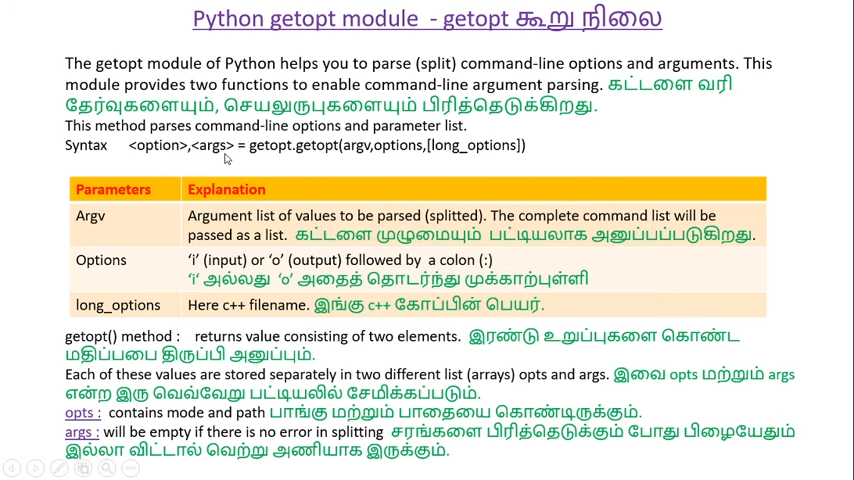 Python getopt module - getopt கூறு நிலை
The getopt module of Python helps you to parse (split) command-line options and arguments. This
module provides two functions to enable command-line argument parsing. கட்டளை வரி
தேர்வுகளையும், செயலுருபுகளையும் பிரித்தெடுக்கிறது.
This method parses command-line options and parameter list.
Syntax <option>,<args> = getopt.getopt(argv,options,[long_options])
Parameters Explanation
Argv Argument list of values to be parsed (splitted). The complete command list will be
passed as a list. கட்டளை முழுமையும் பட்டியலாக அனுப்பப்படுகிறது.
Options ‘i’ (input) or ‘o’ (output) followed by a colon (:)
‘i‘ அல்லது ‘o’ அதைத் தொடர்ந்து முக்காற்புள்ளி
long_options Here c++ filename. இங்கு c++ கோப்பின் பெயர்.
getopt() method : returns value consisting of two elements. இரண்டு உறுப்புகளை கொண்ட
மதிப்பபை திருப்பி அனுப்பும்.
Each of these values are stored separately in two different list (arrays) opts and args. இவை opts மற்றும் args
என்ற இரு வெவ்வேறு பட்டியலில் சேமிக்கப்படும்.
opts : contains mode and path பாங்கு மற்றும் பாதையை கொண்டிருக்கும்.
args : will be empty if there is no error in splitting சரங்களை பிரித்தெடுக்கும் போது பிழையேதும்
இல்லா விட்டால் வெற்று அணியாக இருக்கும்.